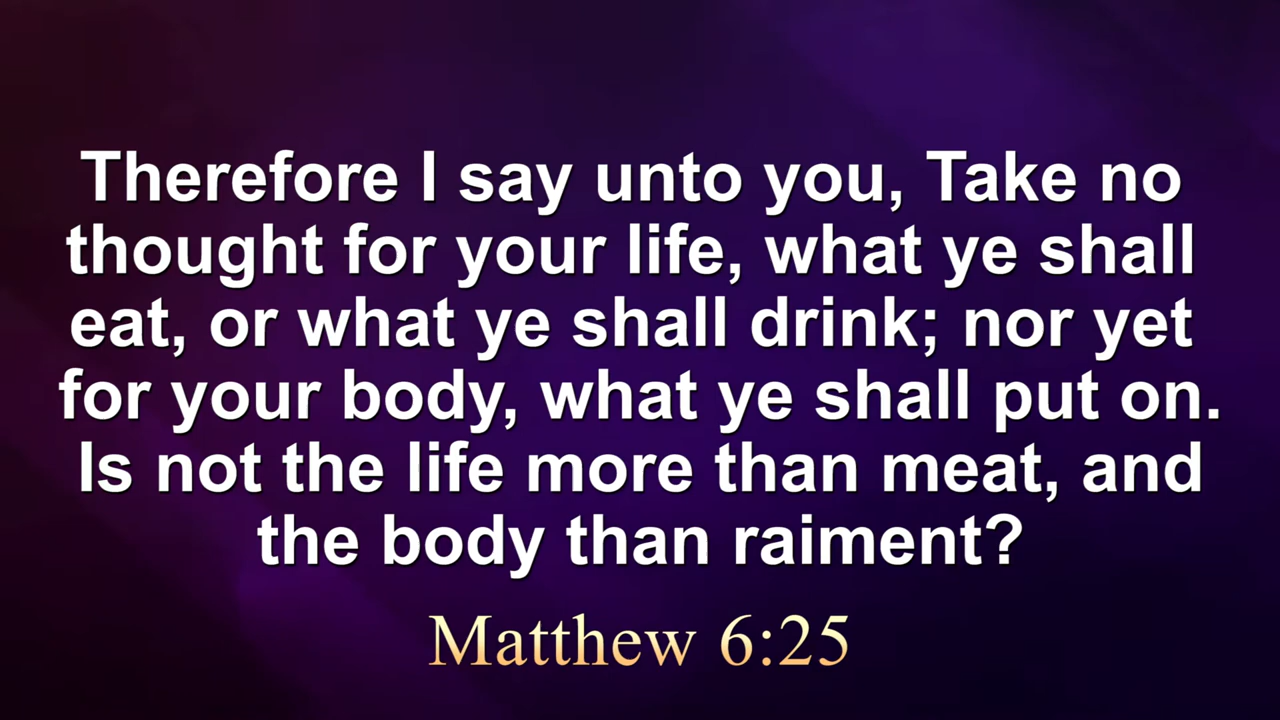 Therefore I say unto you, Take no
thought for your life, what ye shall
eat, or what ye shall drink; nor yet
for your body, what ye shall put on.
Is not the life more than meat, and
the body than raiment?
Matthew 6:25